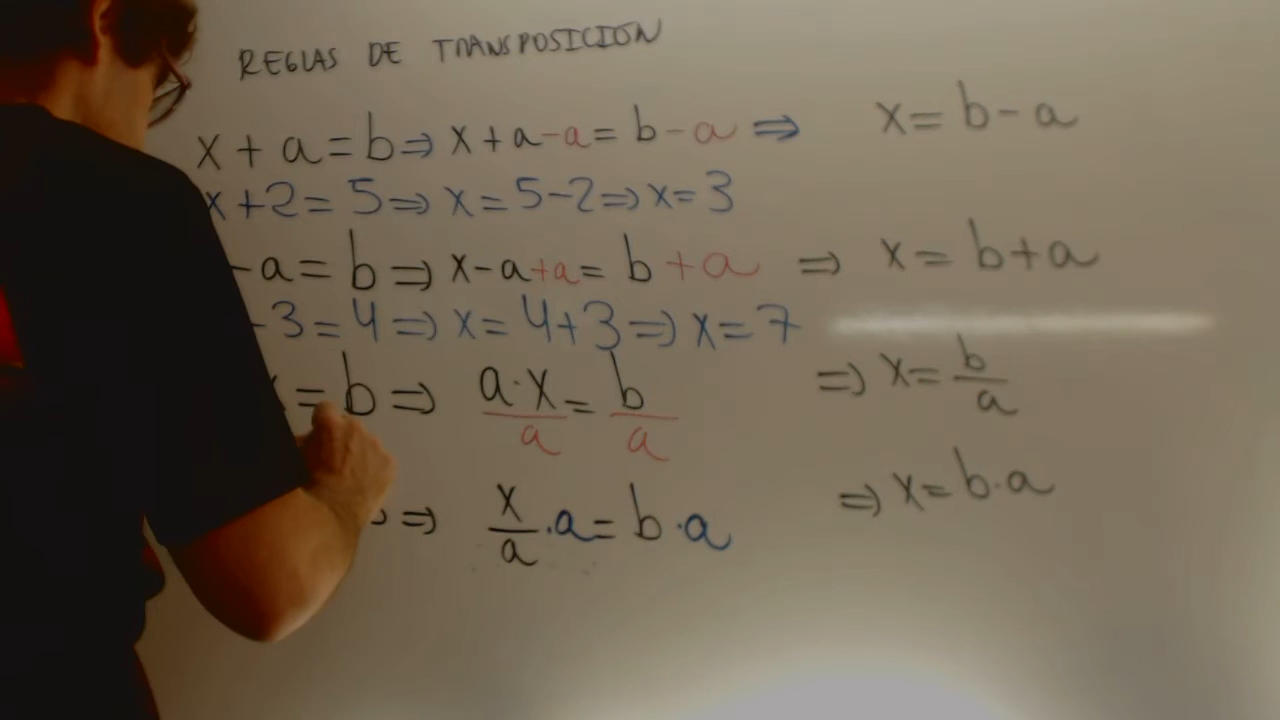 REGLAS DE TRANSPOSICION
x + a = b ⇒ x + a - a = b - a ⇒ x = b - a
x + 2 = 5 ⇒ x = 5 - 2 ⇒ x = 3
- a = b ⇒ x - a + a = b + a ⇒ x = b + a
- 3 = 4 ⇒ x = 4 + 3 ⇒ x = 7
= b ⇒ a·x/a = b/a ⇒ x = b/a
⇒ x/a · a = b · a ⇒ x = b·a